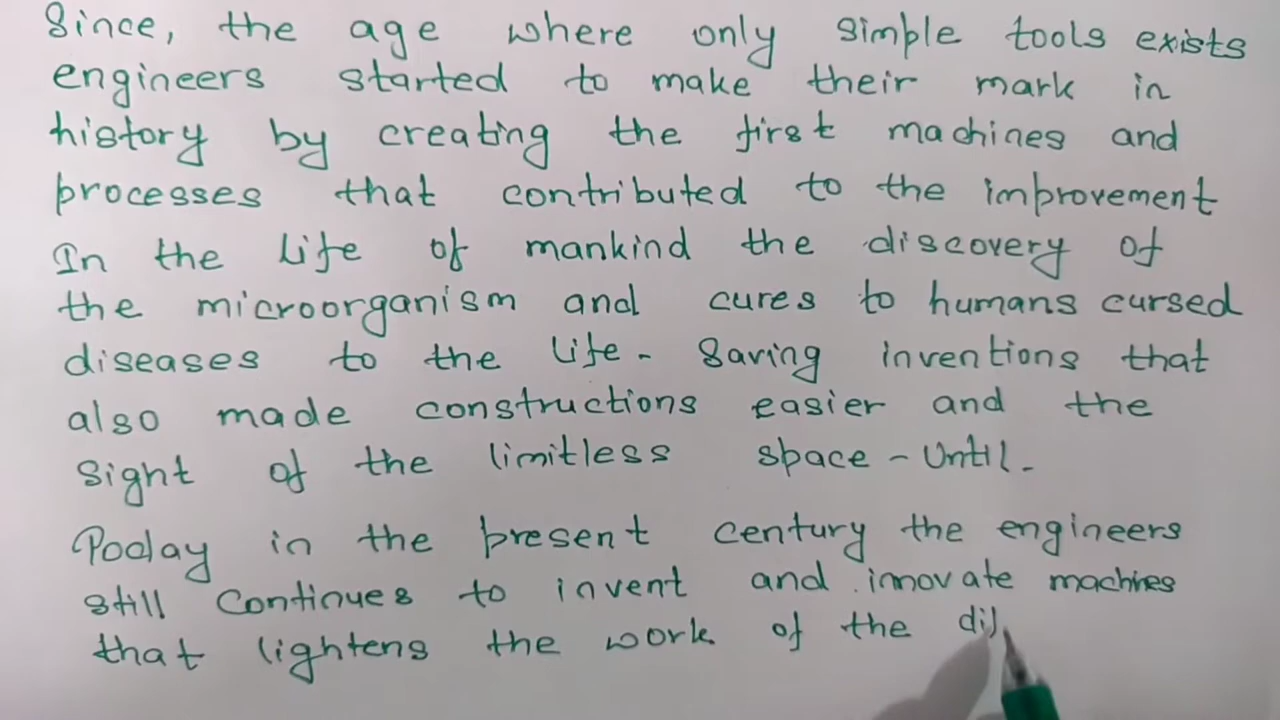 Since, the age where only simple tools exists
engineers started to make their mark in
history by creating the first machines and
processes that contributed to the improvement
In the life of mankind the discovery of
the microorganism and cures to humans cursed
diseases to the life - Saving inventions that
also made constructions easier and the
Sight of the limitless space - Until.
Poday in the present century the engineers
still continues to invent and innovate machines
that lightens the work of the